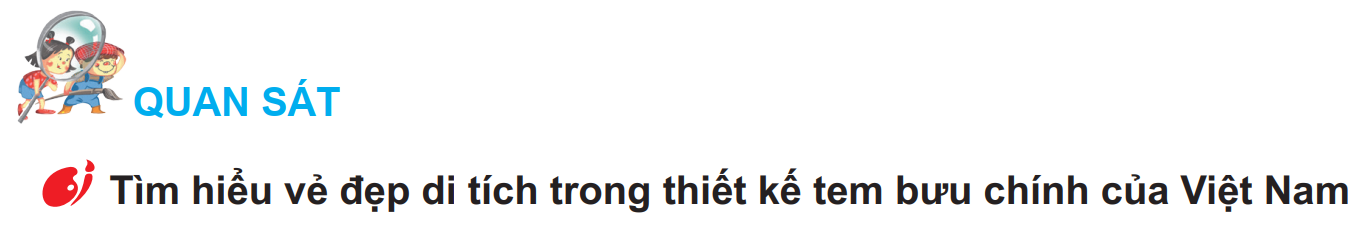 QUAN SÁT
Tìm hiểu vẻ đẹp di tích trong thiết kế tem bưu chính của Việt Nam